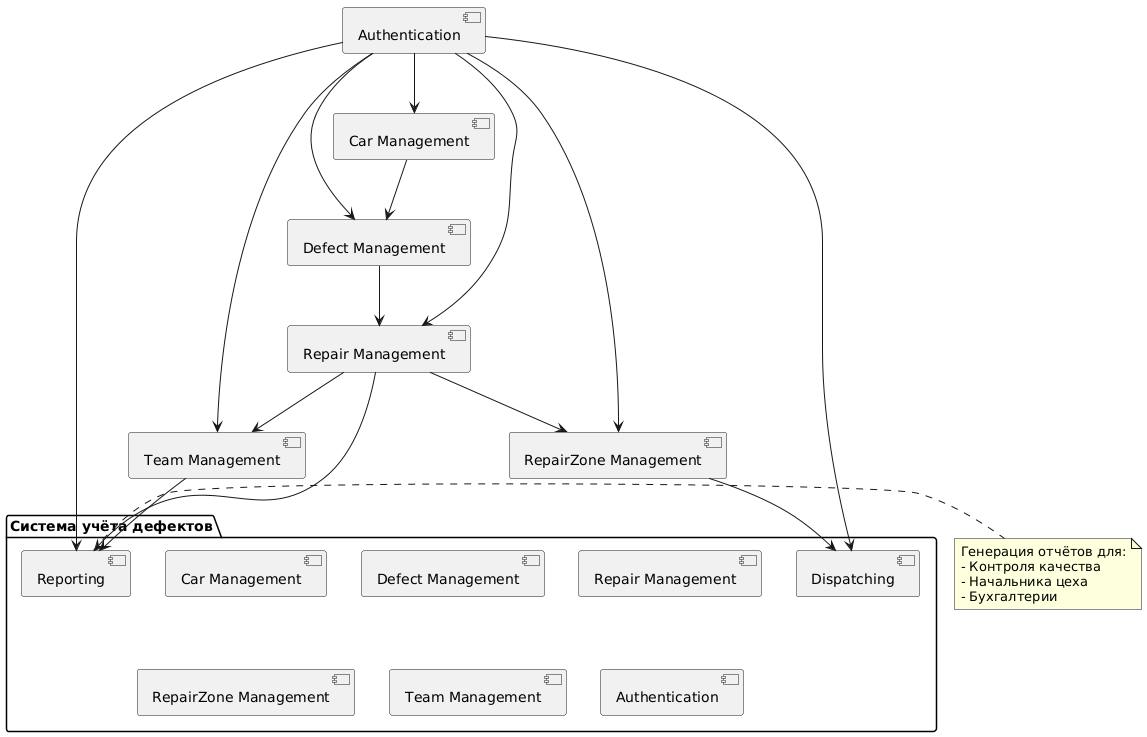 Authentication
Car Management
Defect Management
Repair Management
Team Management
RepairZone Management
Система учёта дефектов
Генерация отчётов для:
- Контроля качества
- Начальника цеха
- Бухгалтерии
Reporting
Car Management
Defect Management
Repair Management
Dispatching
RepairZone Management
Team Management
Authentication